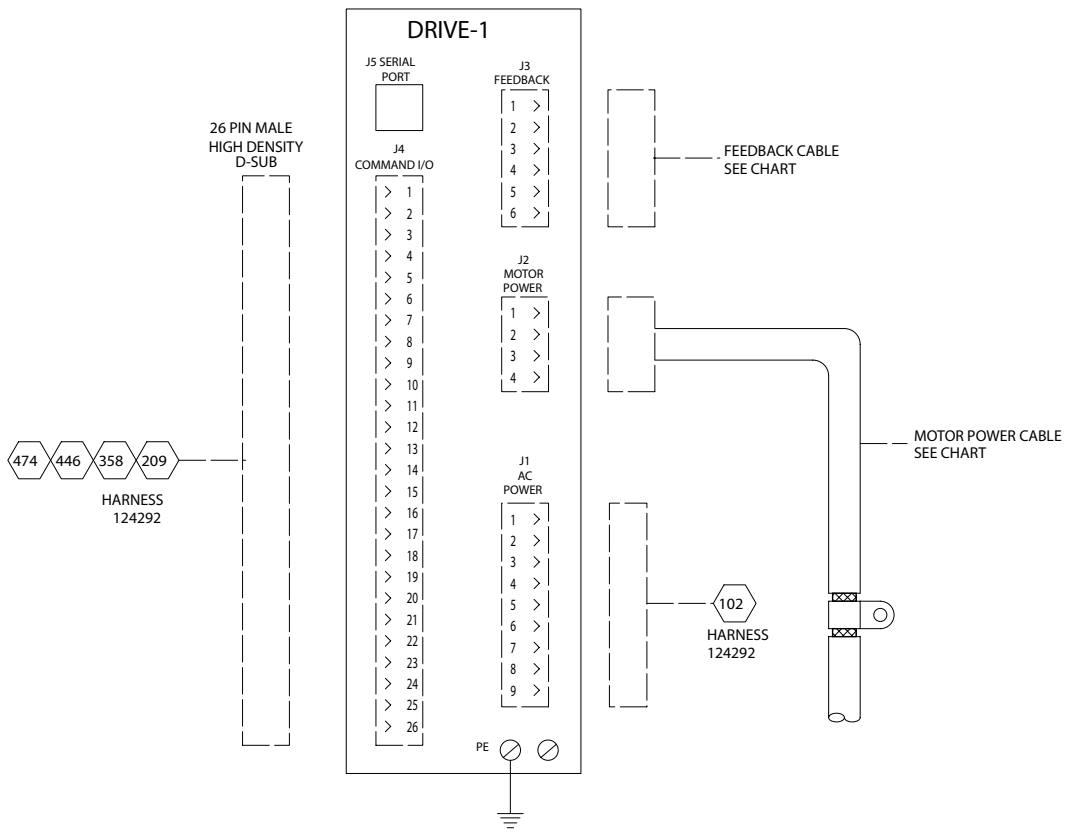 DRIVE-1
J5 SERIAL
PORT
J3
FEEDBACK
1
2
3
4
5
6
26 PIN MALE
HIGH DENSITY
D-SUB
J4
COMMAND I/O
1
2
3
4
5
6
7
8
9
10
11
12
13
14
15
16
17
18
19
20
21
22
23
24
25
26
FEEDBACK CABLE
SEE CHART
J2
MOTOR
POWER
1
2
3
4
MOTOR POWER CABLE
SEE CHART
474 446 358 209
HARNESS
124292
J1
AC
POWER
1
2
3
4
5
6
7
8
9
102
HARNESS
124292
PE